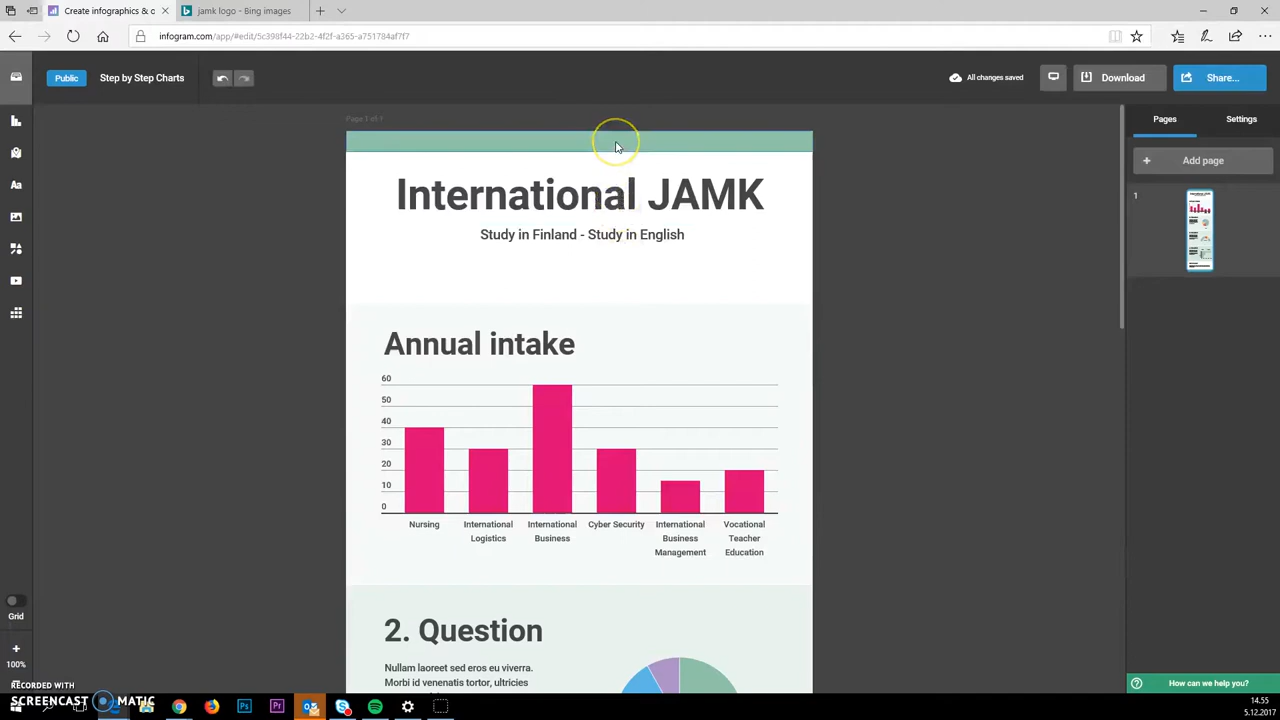 Create infographics & o
jamk logo - Bing images
infogram.com/app/#edit/5c398f44-22b2-4f2f-a365-a751784af7f7
Public
Step by Step Charts
All changes saved
Download
Share...
Page 1 of 1
Pages
Settings
Add page
1
International JAMK
Study in Finland - Study in English
Annual intake
60
50
40
30
20
10
0
Nursing
International
Logistics
International
Business
Cyber Security
International
Business
Management
Vocational
Teacher
Education
2. Question
Nullam laoreet sed eros eu viverra.
Morbi id venenatis tortor, ultricies
Grid
100%
RECORDED WITH
SCREENCAST MATIC
How can we help you?
14.55
5.12.2017